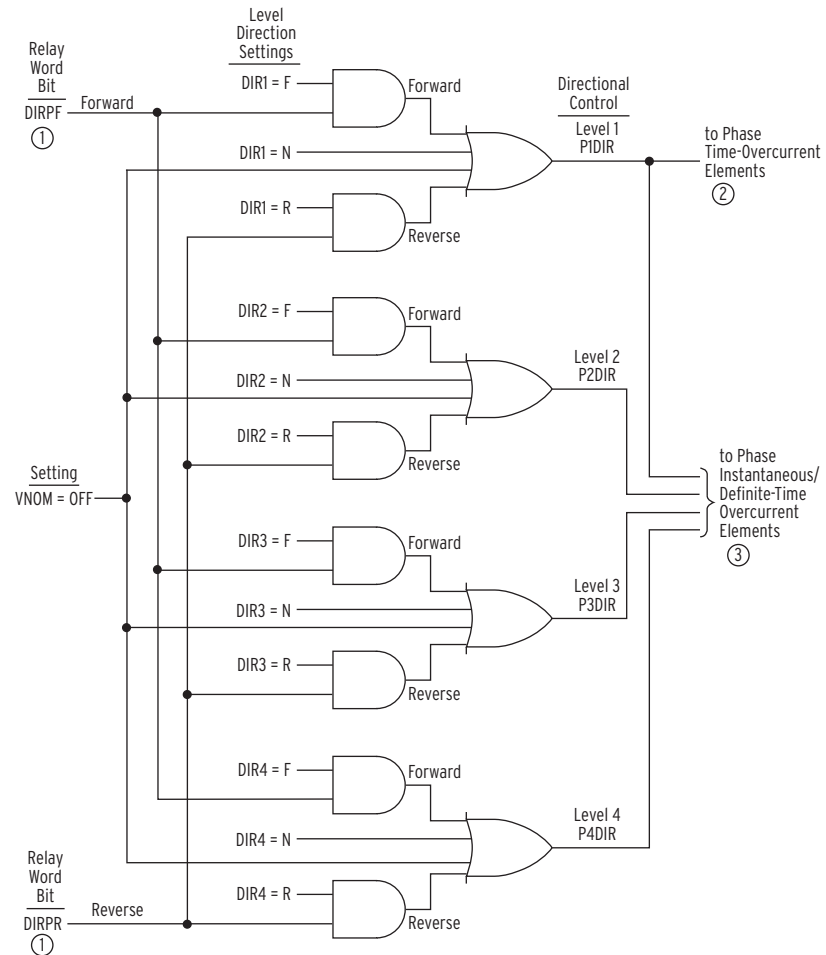 Level
Direction
Settings
Relay
Word
Bit
DIRPF
Forward
①
DIR1 = F
Forward
DIR1 = N
DIR1 = R
Reverse
Directional
Control
Level 1
P1DIR
to Phase
Time-Overcurrent
Elements
②
DIR2 = F
Forward
DIR2 = N
DIR2 = R
Reverse
Level 2
P2DIR
Setting
VNOM = OFF
to Phase
Instantaneous/
Definite-Time
Overcurrent
Elements
③
DIR3 = F
Forward
DIR3 = N
DIR3 = R
Reverse
Level 3
P3DIR
DIR4 = F
Forward
DIR4 = N
DIR4 = R
Reverse
Level 4
P4DIR
Relay
Word
Bit
DIRPR
Reverse
①